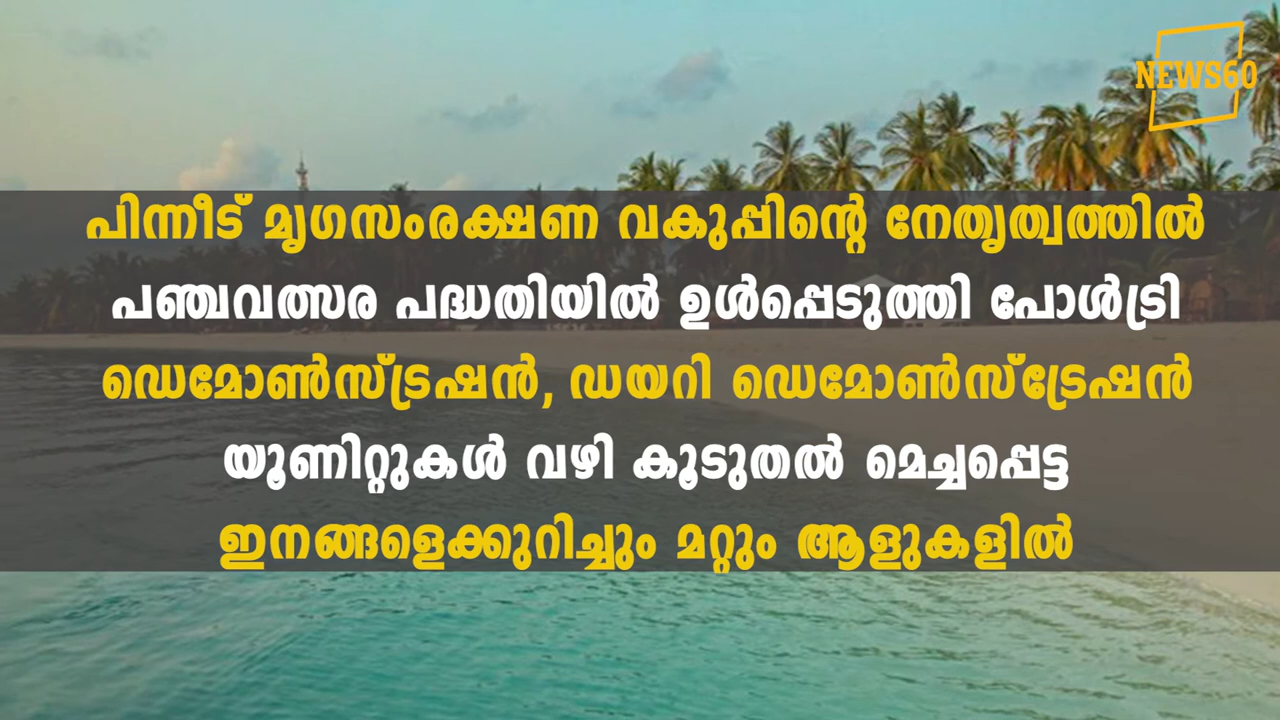 NEWS60
പിന്നീട് മൃഗസംരക്ഷണ വകുപ്പിന്റെ നേതൃത്വത്തിൽ
പഞ്ചവത്സര പദ്ധതിയിൽ ഉൾപ്പെടുത്തി പോൾട്രി
ഡെമോൺസ്ട്രഷൻ, ഡയറി ഡെമോൺസ്ട്രേഷൻ
യൂണിറ്റുകൾ വഴി കൂടുതൽ മെച്ചപ്പെട്ട
ഇനങ്ങളെക്കുറിച്ചും മറ്റും ആളുകളിൽ